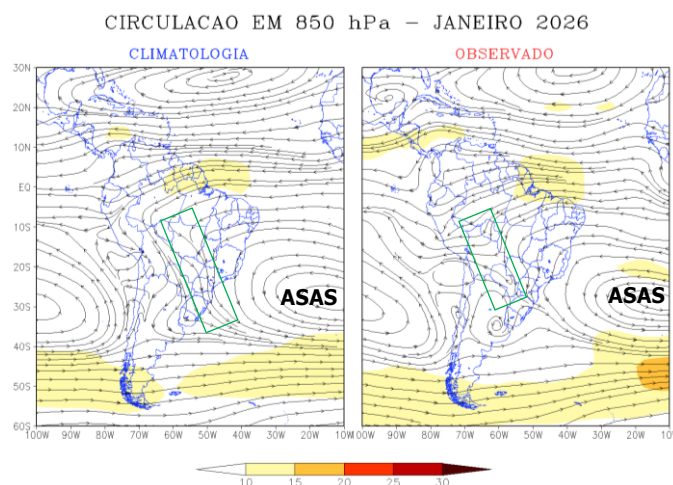 CIRCULACAO EM 850 hPa – JANEIRO 2026
CLIMATOLOGIA
OBSERVADO
30N
20N
10N
EQ
10S
20S
30S
40S
50S
60S
ASAS
ASAS
100W 90W 80W 70W 60W 50W 40W 30W 20W 10W
100W 90W 80W 70W 60W 50W 40W 30W 20W 10W
10 15 20 25 30